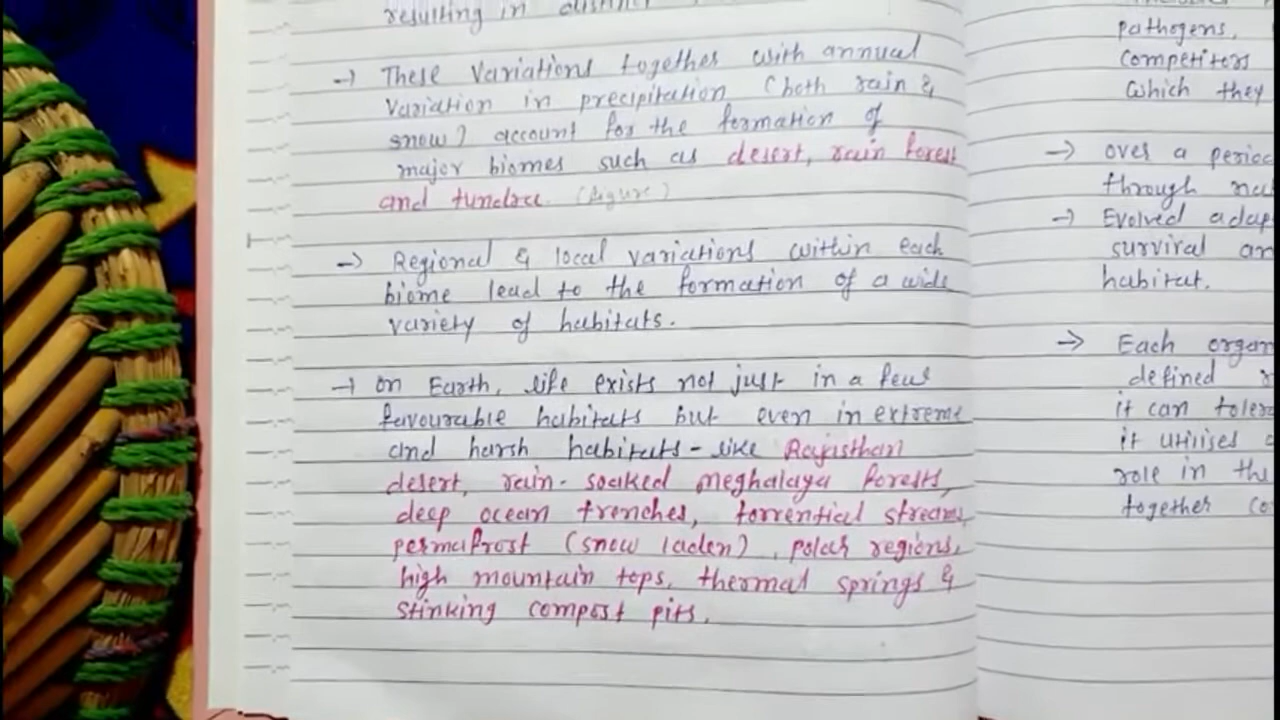 resulting in
→ These variations together with annual
variation in precipitation (both rain &
snow) account for the formation of
major biomes such as desert, rain forest
and tundra. (figure)
→ Regional & local variations within each
biome lead to the formation of a wide
variety of habitats.
→ On Earth, life exists not just in a few
favourable habitats but even in extreme
and harsh habitats - like Rajisthan
desert, rain-soaked meghalaya forests,
deep ocean trenches, torrential streams,
permafrost (snow laden), polar regions,
high mountain tops, thermal springs &
stinking compost pits.
pathogens,
competitors
which they
→ over a
through
→ Evolved
survival
habitat.
→ Each
defined
it can
it utilises
role in the
together